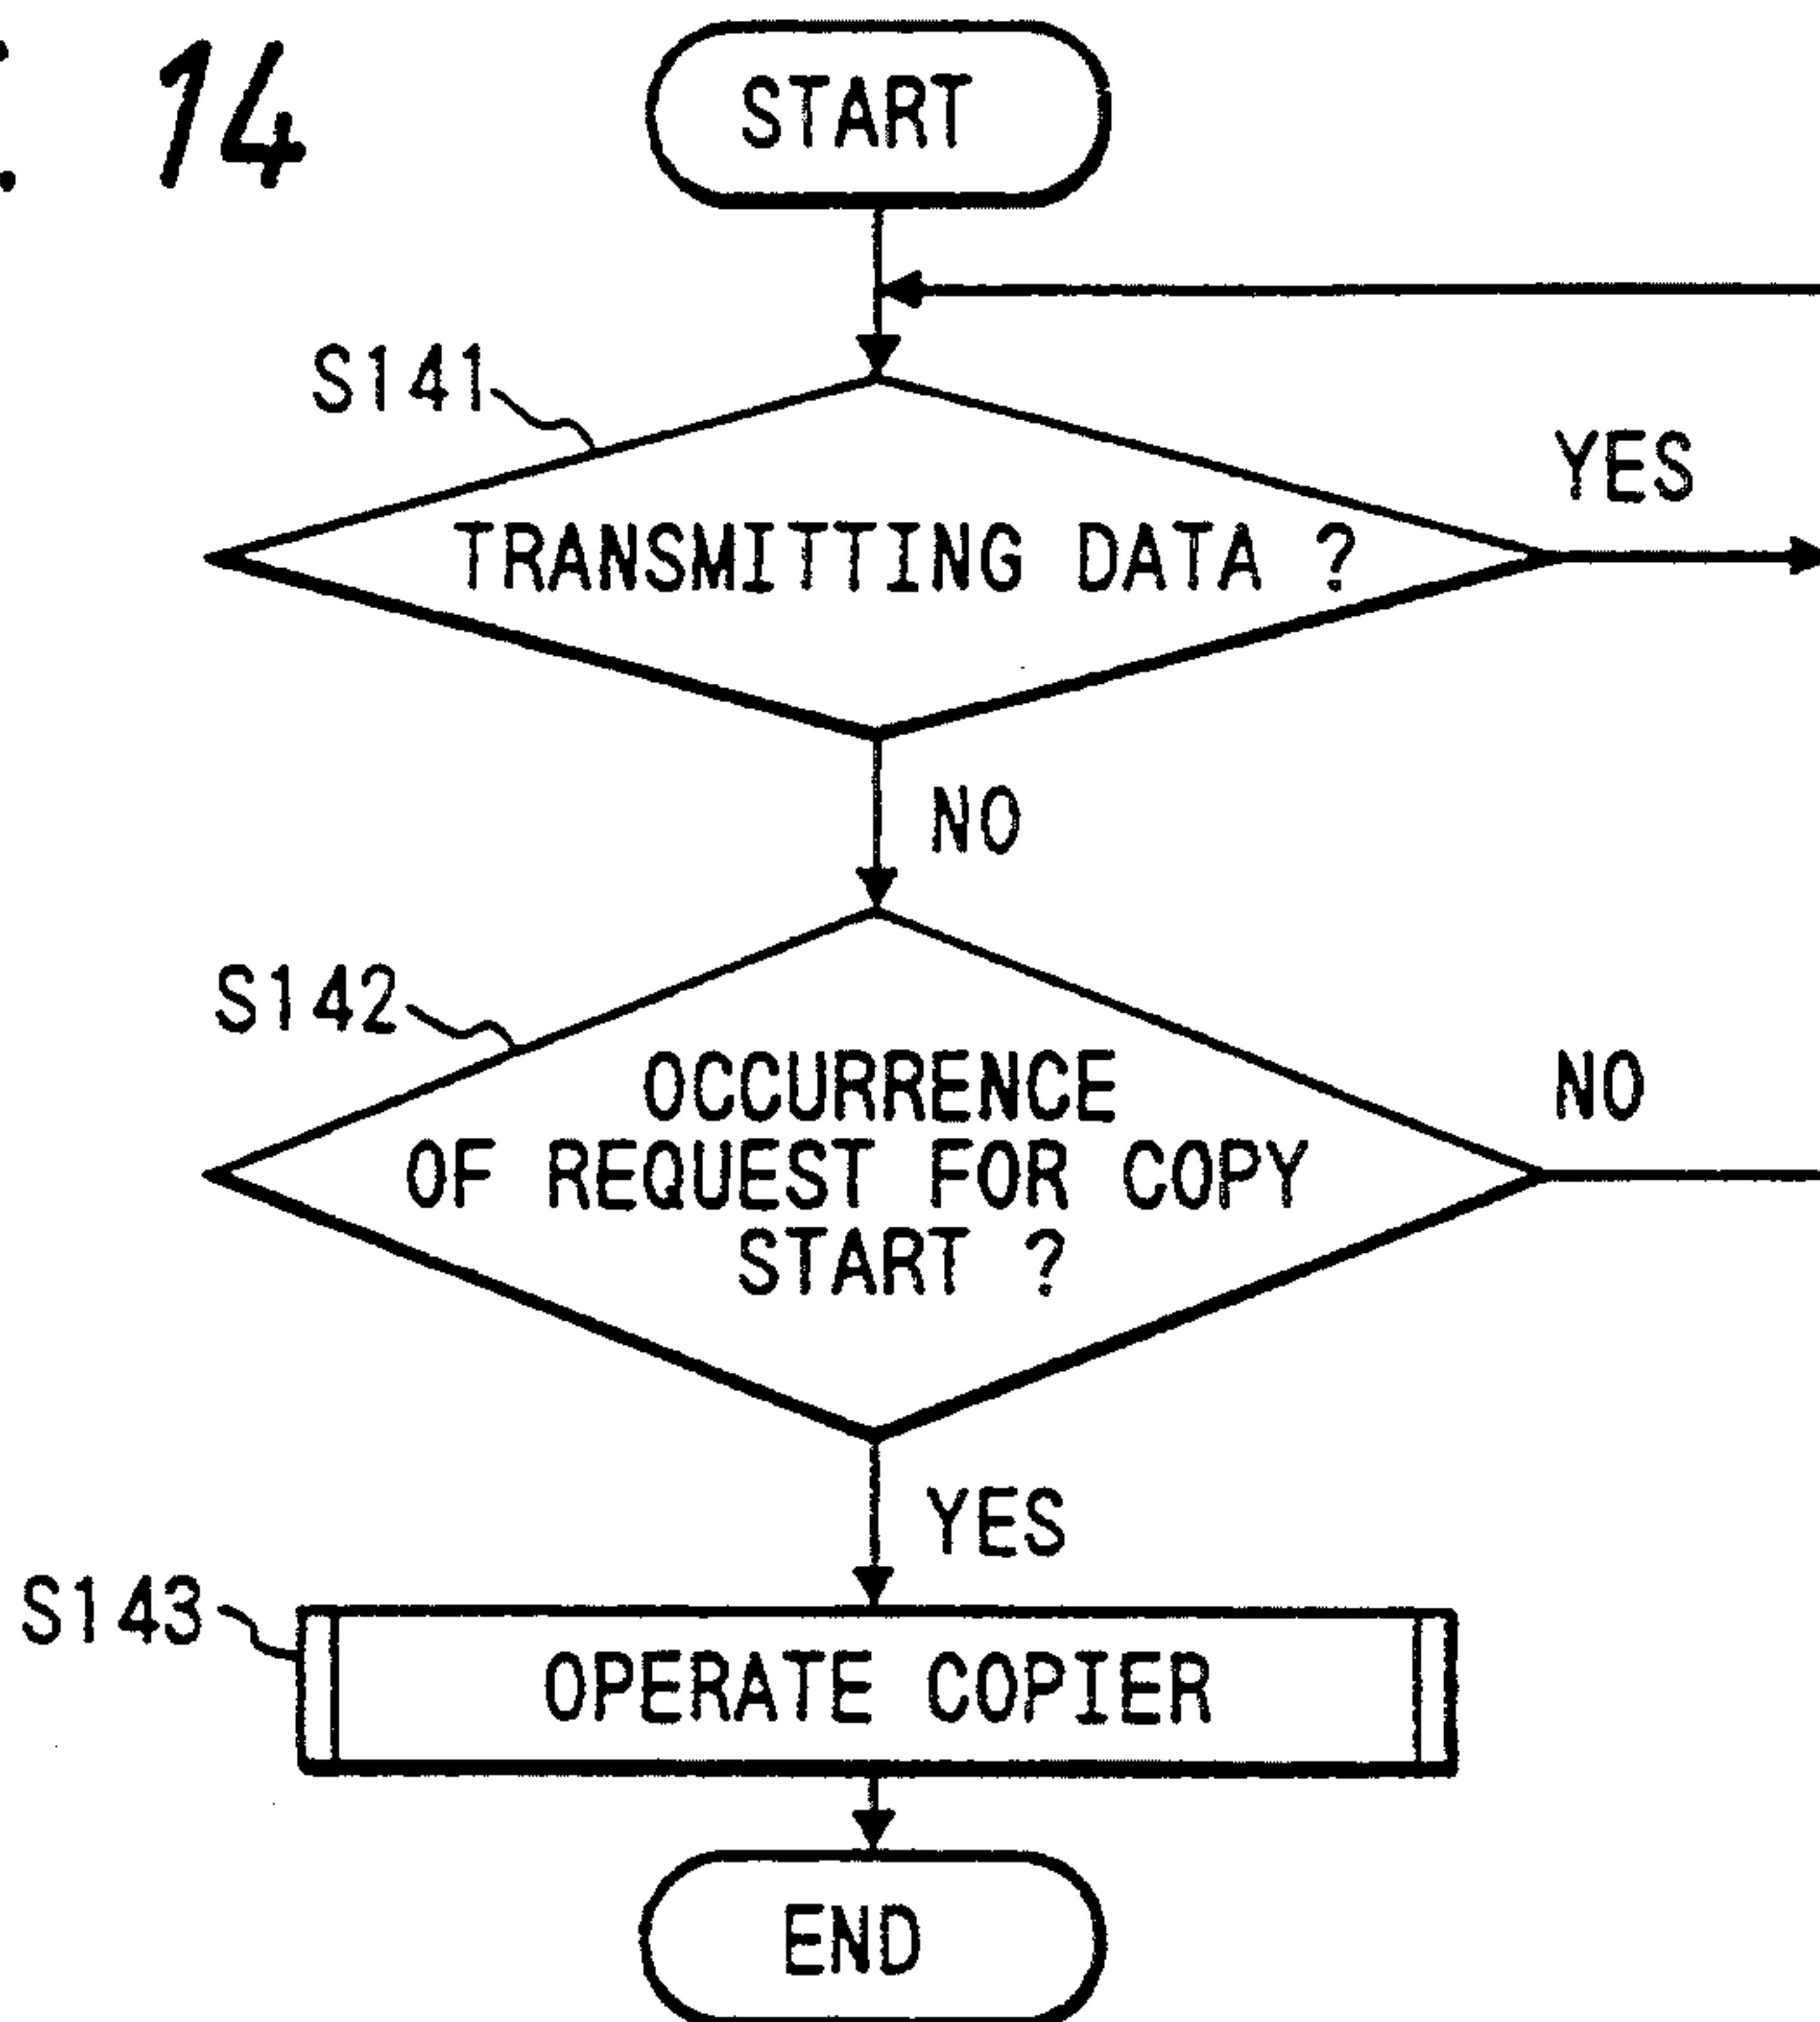 14
START
S141
YES
TRANSMITTING DATA ?
NO
S142
OCCURRENCE
OF REQUEST FOR COPY
START ?
NO
YES
S143
OPERATE COPIER
END